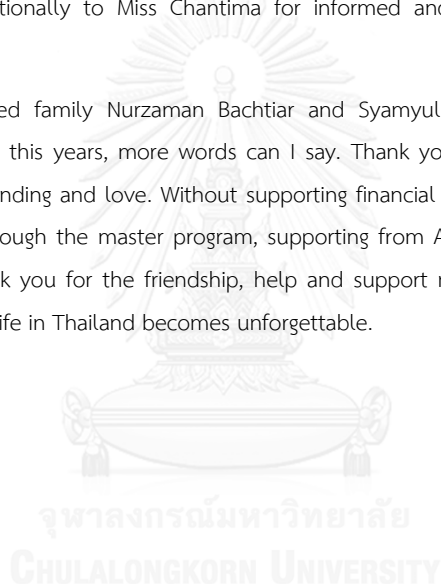 tionally to Miss Chantima for informed and
ed family Nurzaman Bachtiar and Syamyul
this years, more words can I say. Thank yo
nding and love. Without supporting financial
ough the master program, supporting from A
k you for the friendship, help and support
ife in Thailand becomes unforgettable.
จุฬาลงกรณ์มหาวิทยาลัย
CHULALONGKORN UNIVERSITY